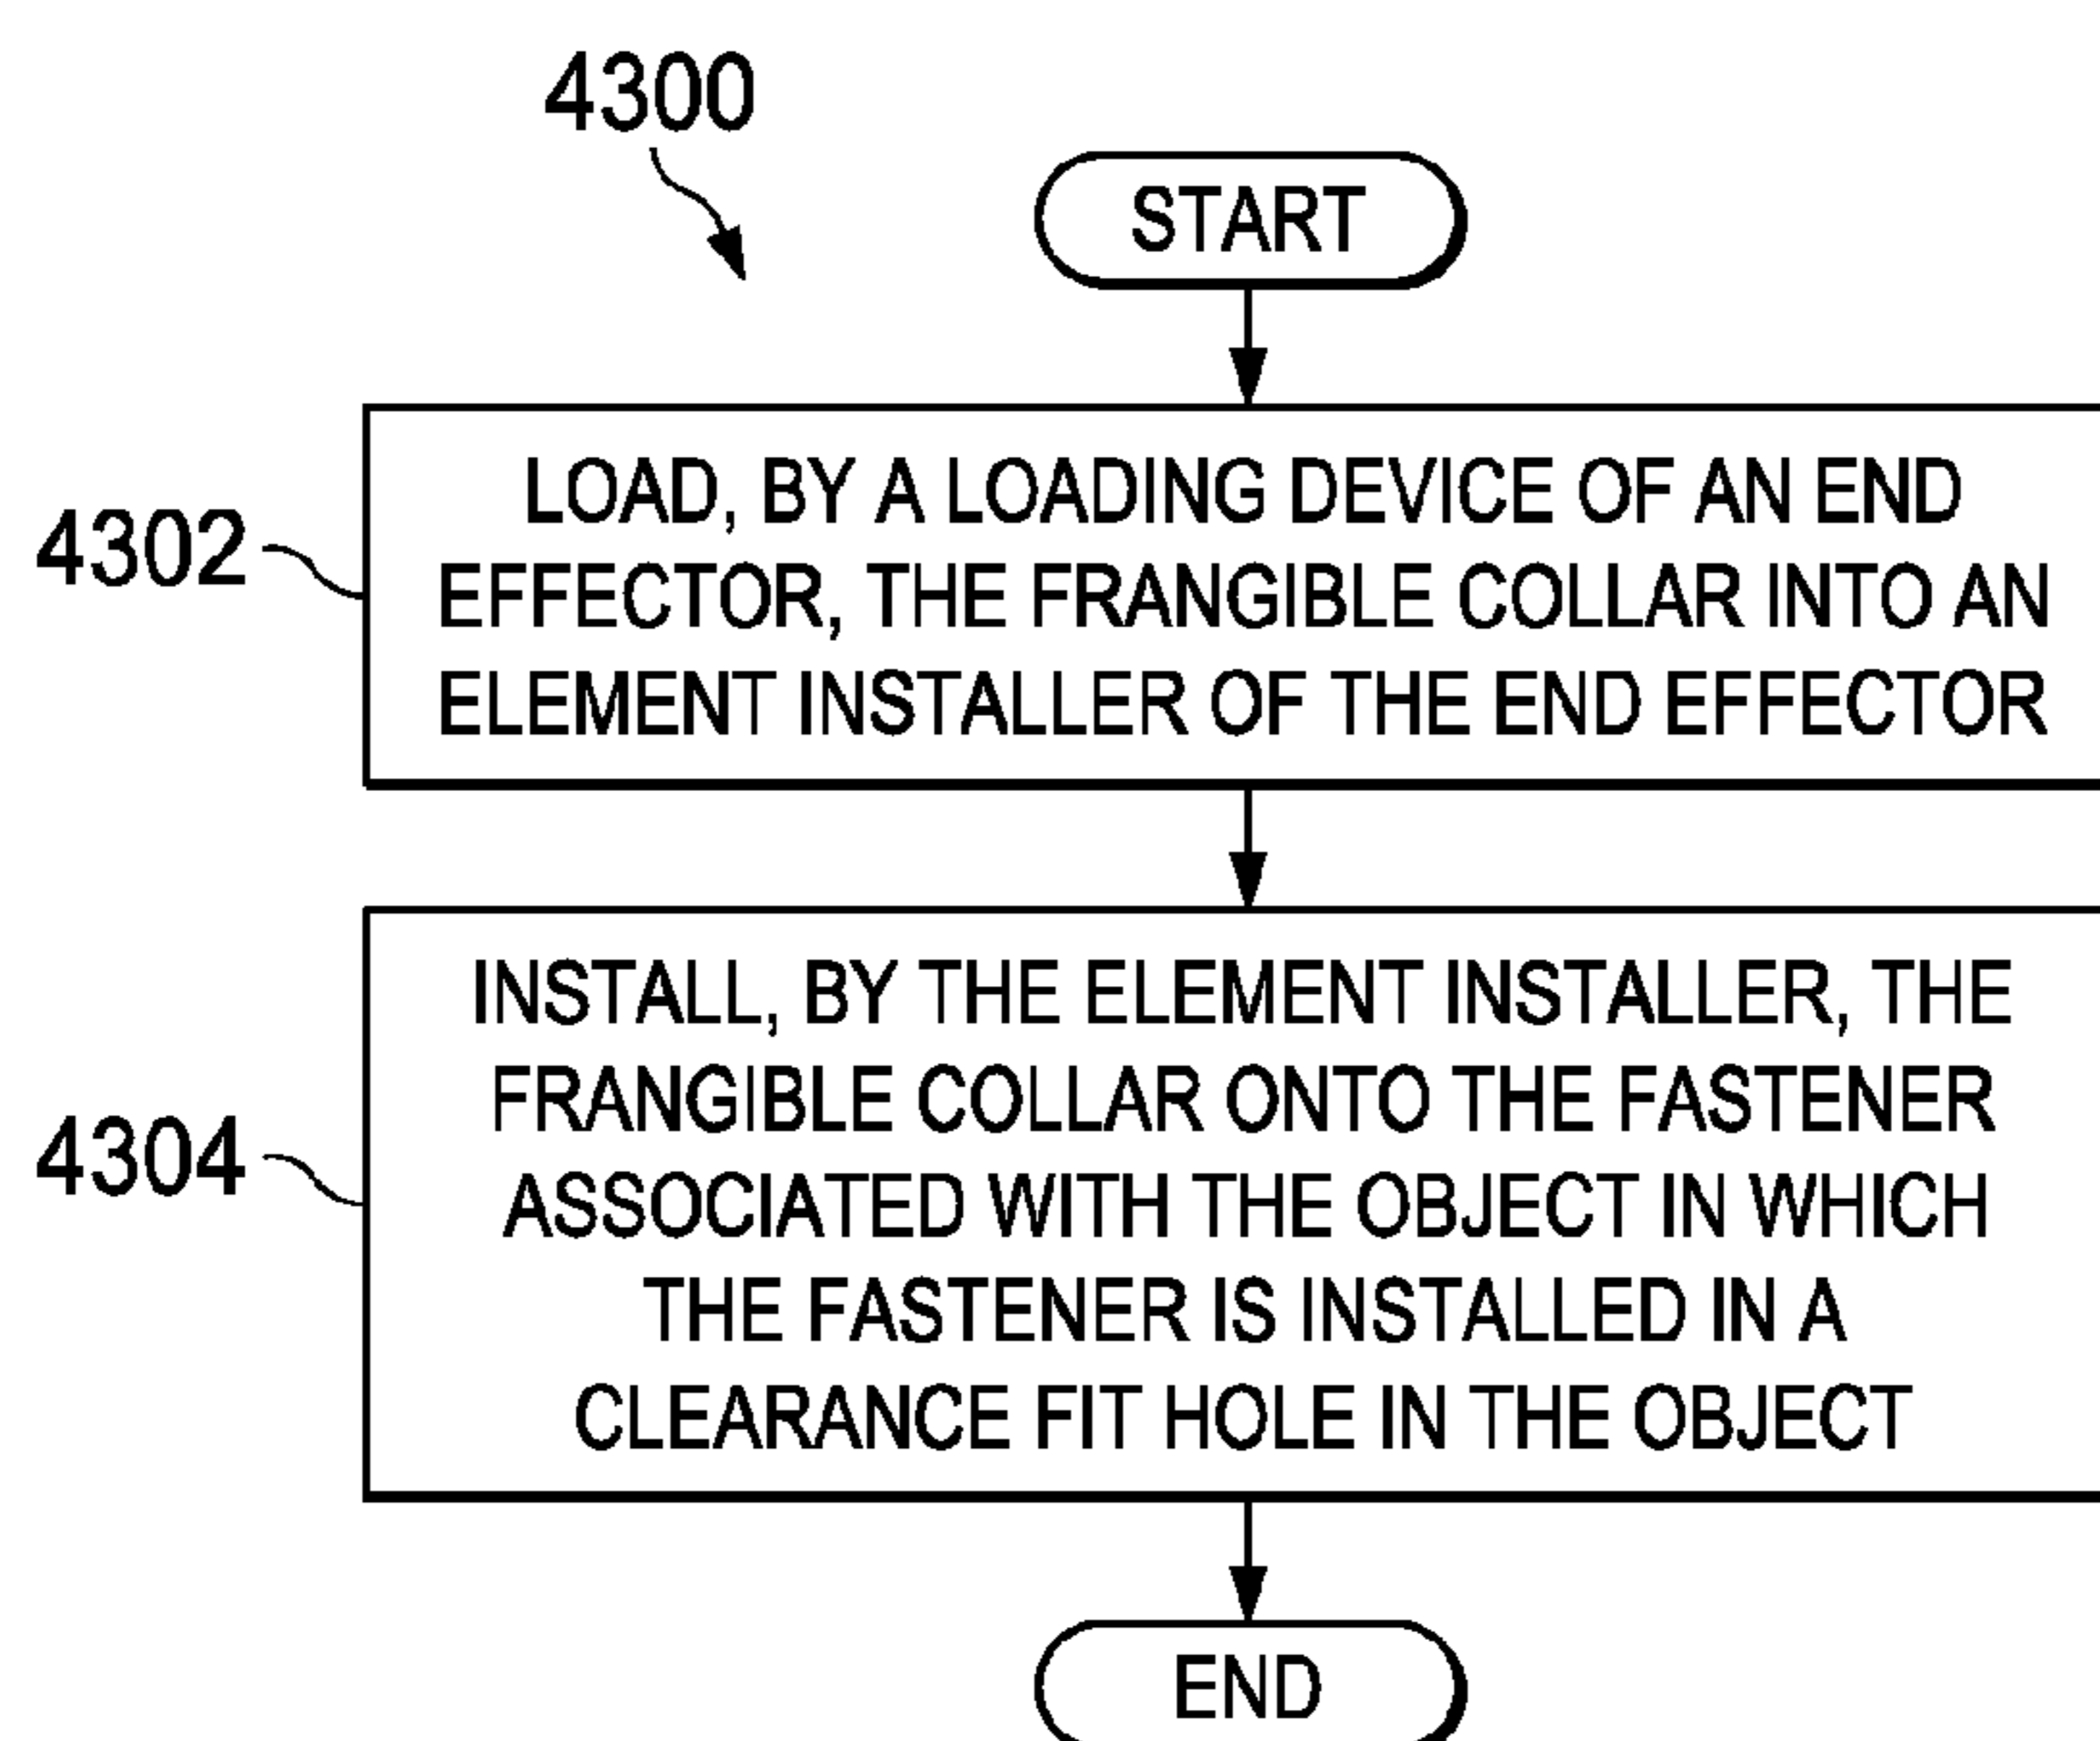 4300
START
4302
LOAD, BY A LOADING DEVICE OF AN END
EFFECTOR, THE FRANGIBLE COLLAR INTO AN
ELEMENT INSTALLER OF THE END EFFECTOR
4304
INSTALL, BY THE ELEMENT INSTALLER, THE
FRANGIBLE COLLAR ONTO THE FASTENER
ASSOCIATED WITH THE OBJECT IN WHICH
THE FASTENER IS INSTALLED IN A
CLEARANCE FIT HOLE IN THE OBJECT
END